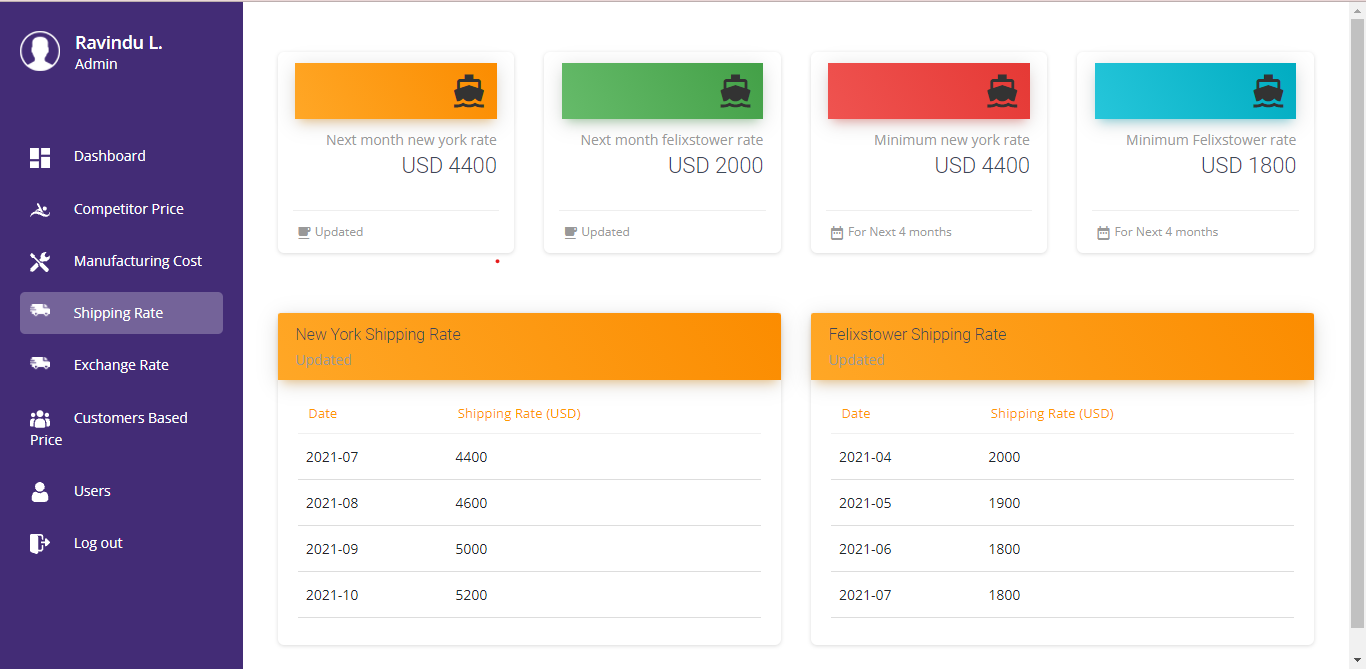 Ravindu L.
Admin
Dashboard
Competitor Price
Manufacturing Cost
Shipping Rate
Exchange Rate
Customers Based
Price
Users
Log out
Next month new york rate
USD 4400
Updated
Next month felixstower rate
USD 2000
Updated
Minimum new york rate
USD 4400
For Next 4 months
Minimum Felixstower rate
USD 1800
For Next 4 months
New York Shipping Rate
Updated
Date Shipping Rate (USD)
2021-07 4400
2021-08 4600
2021-09 5000
2021-10 5200
Felixstower Shipping Rate
Updated
Date Shipping Rate (USD)
2021-04 2000
2021-05 1900
2021-06 1800
2021-07 1800